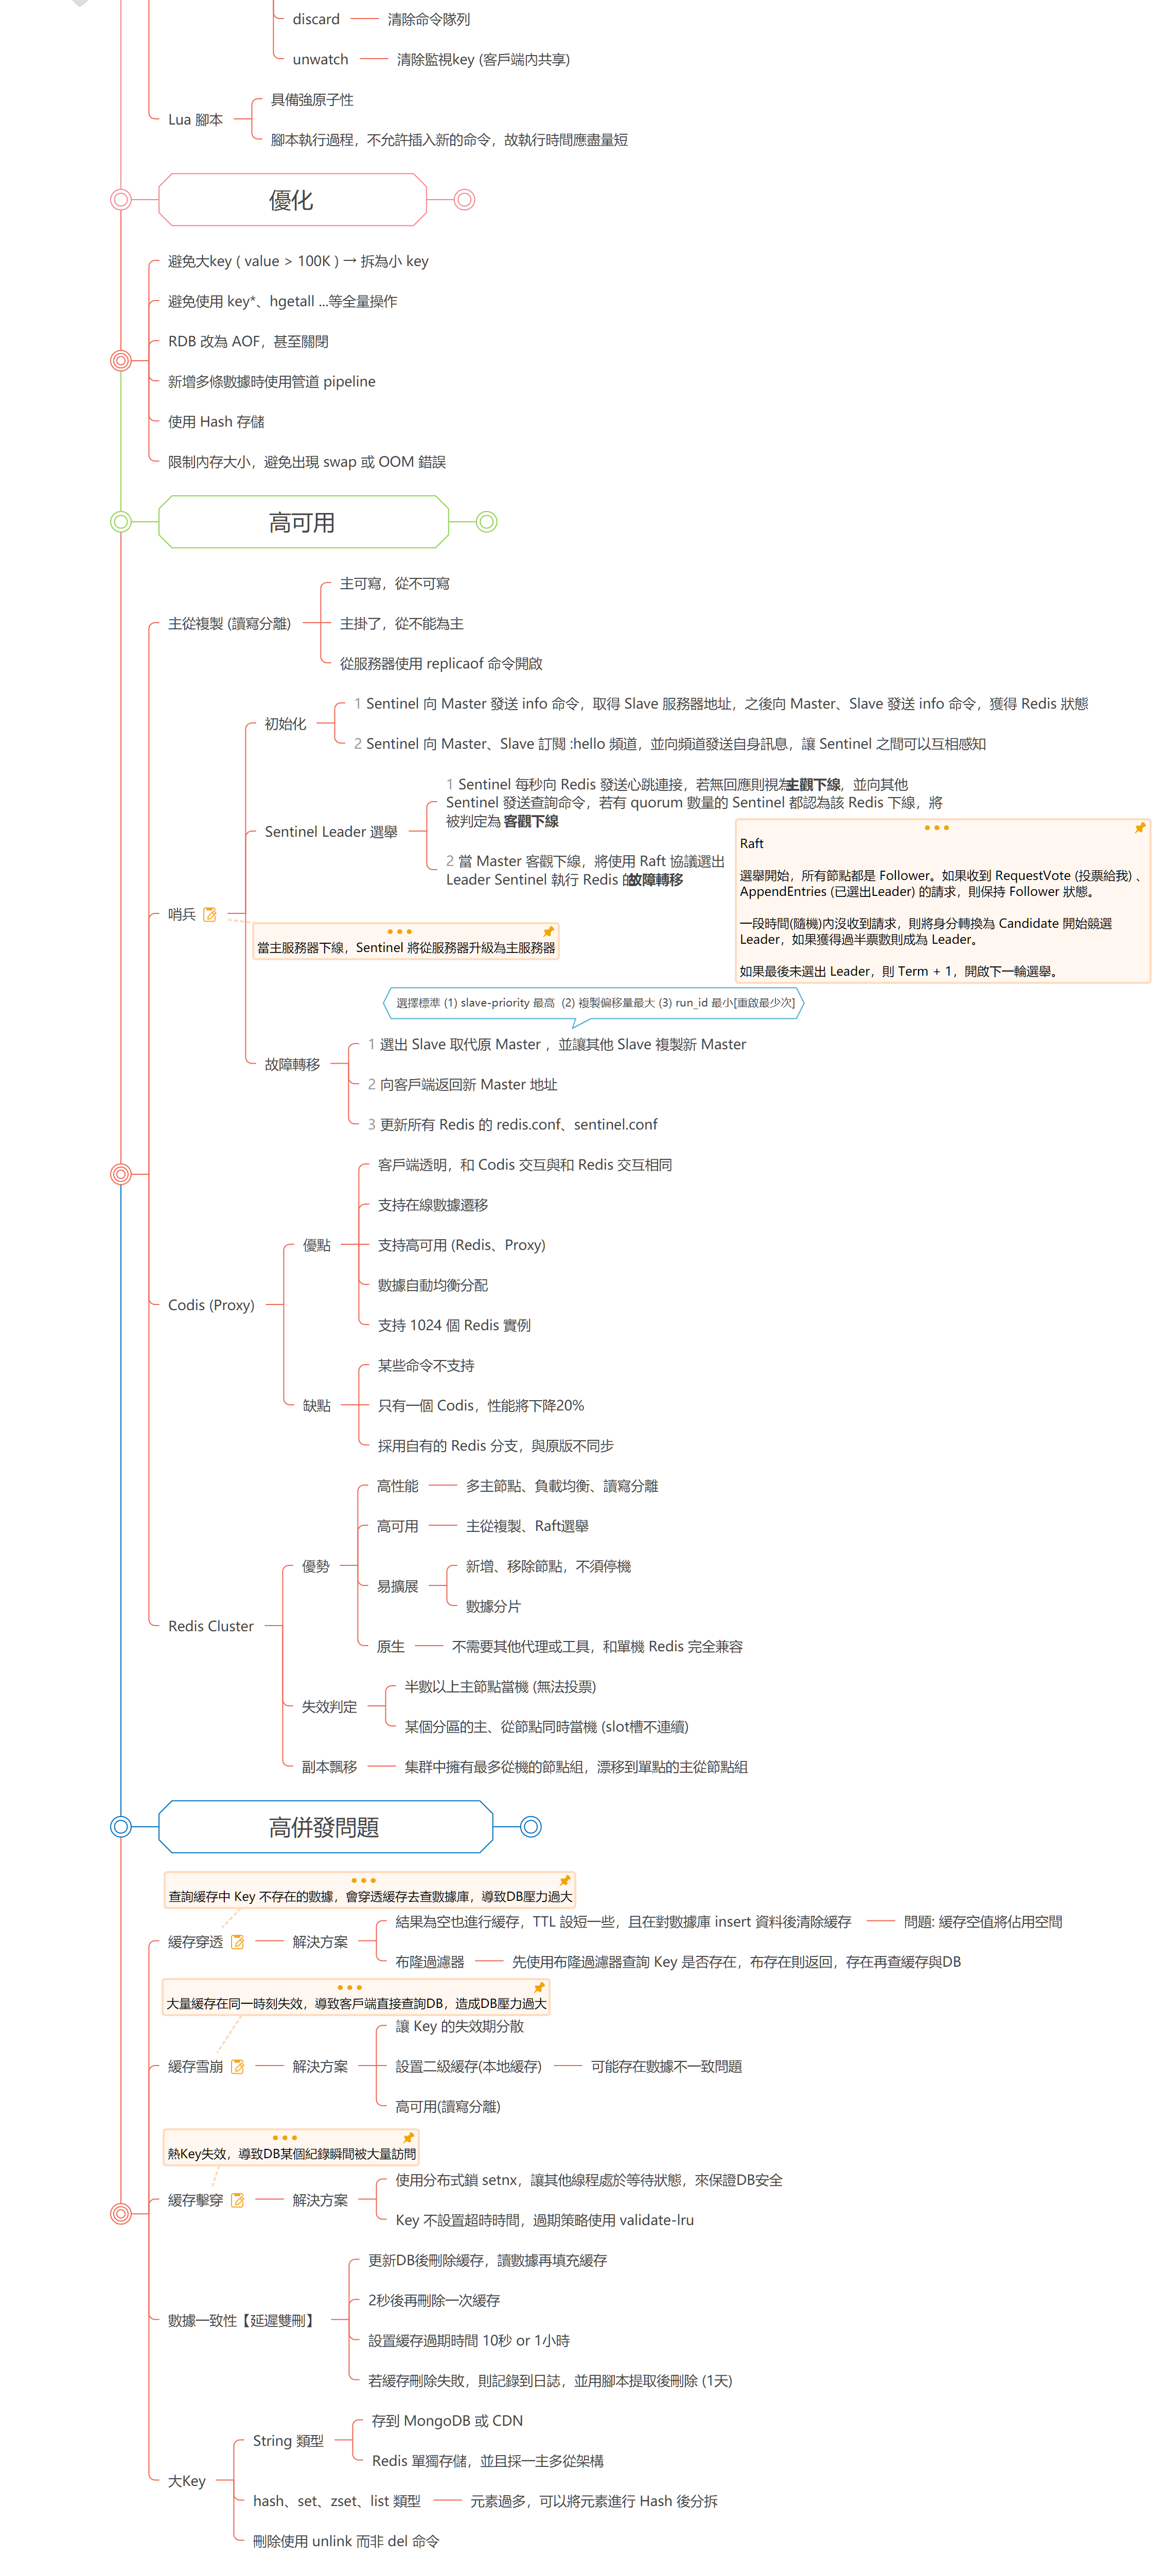 discard
清除命令隊列
unwatch
清除監視key (客戶端內共享)
Lua 腳本
具備強原子性
腳本執行過程，不允許插入新的命令，故執行時間應盡量短
優化
避免大key ( value > 100K ) → 拆為小 key
避免使用 key*、hgetall ...等全量操作
RDB 改為 AOF，甚至關閉
新增多條數據時使用管道 pipeline
使用 Hash 存儲
限制內存大小，避免出現 swap 或 OOM 錯誤
高可用
主從複製 (讀寫分離)
主可寫，從不可寫
主掛了，從不能為主
從服務器使用 replicaof 命令開啟
哨兵
當主服務器下線，Sentinel 將從服務器升級為主服務器
初始化
1 Sentinel 向 Master 發送 info 命令，取得 Slave 服務器地址，之後向 Master、Slave 發送 info 命令，獲得 Redis 狀態
2 Sentinel 向 Master、Slave 訂閱 :hello 頻道，並向頻道發送自身訊息，讓 Sentinel 之間可以互相感知
Sentinel Leader 選舉
1 Sentinel 每秒向 Redis 發送心跳連接，若無回應則視為主觀下線，並向其他
Sentinel 發送查詢命令，若有 quorum 數量的 Sentinel 都認為該 Redis 下線，將
被判定為 客觀下線
2 當 Master 客觀下線，將使用 Raft 協議選出
Leader Sentinel 執行 Redis 的故障轉移
Raft
選舉開始，所有節點都是 Follower。如果收到 RequestVote (投票給我) 、
AppendEntries (已選出Leader) 的請求，則保持 Follower 狀態。
一段時間(隨機)內沒收到請求，則將身分轉換為 Candidate 開始競選
Leader，如果獲得過半票數則成為 Leader。
如果最後未選出 Leader，則 Term + 1，開啟下一輪選舉。
選擇標準 (1) slave-priority 最高  (2) 複製偏移量最大 (3) run_id 最小[重啟最少次]
故障轉移
1 選出 Slave 取代原 Master ，並讓其他 Slave 複製新 Master
2 向客戶端返回新 Master 地址
3 更新所有 Redis 的 redis.conf、sentinel.conf
Codis (Proxy)
優點
客戶端透明，和 Codis 交互與和 Redis 交互相同
支持在線數據遷移
支持高可用 (Redis、Proxy)
數據自動均衡分配
支持 1024 個 Redis 實例
缺點
某些命令不支持
只有一個 Codis，性能將下降20%
採用自有的 Redis 分支，與原版不同步
Redis Cluster
優勢
高性能
多主節點、負載均衡、讀寫分離
高可用
主從複製、Raft選舉
易擴展
新增、移除節點，不須停機
數據分片
原生
不需要其他代理或工具，和單機 Redis 完全兼容
失效判定
半數以上主節點當機 (無法投票)
某個分區的主、從節點同時當機 (slot槽不連續)
副本飄移
集群中擁有最多從機的節點組，漂移到單點的主從節點組
高併發問題
查詢緩存中 Key 不存在的數據，會穿透緩存去查數據庫，導致DB壓力過大
緩存穿透
解決方案
結果為空也進行緩存，TTL 設短一些，且在對數據庫 insert 資料後清除緩存
問題: 緩存空值將佔用空間
布隆過濾器
先使用布隆過濾器查詢 Key 是否存在，布存在則返回，存在再查緩存與DB
大量緩存在同一時刻失效，導致客戶端直接查詢DB，造成DB壓力過大
緩存雪崩
解決方案
讓 Key 的失效期分散
設置二級緩存(本地緩存)
可能存在數據不一致問題
高可用(讀寫分離)
熱Key失效，導致DB某個紀錄瞬間被大量訪問
緩存擊穿
解決方案
使用分布式鎖 setnx，讓其他線程處於等待狀態，來保證DB安全
Key 不設置超時時間，過期策略使用 validate-lru
數據一致性【延遲雙刪】
更新DB後刪除緩存，讀數據再填充緩存
2秒後再刪除一次緩存
設置緩存過期時間 10秒 or 1小時
若緩存刪除失敗，則記錄到日誌，並用腳本提取後刪除 (1天)
大Key
String 類型
存到 MongoDB 或 CDN
Redis 單獨存儲，並且採一主多從架構
hash、set、zset、list 類型
元素過多，可以將元素進行 Hash 後分拆
刪除使用 unlink 而非 del 命令